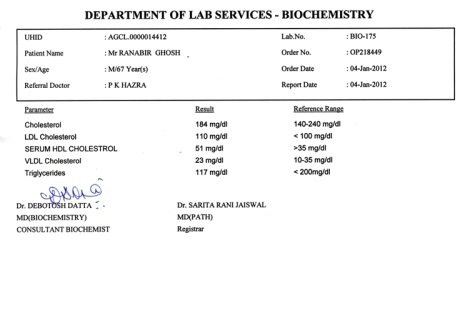 DEPARTMENT OF LAB SERVICES - BIOCHEMISTRY
UHID : AGCL.0000014412 Lab.No. : BIO-175
Patient Name : Mr RANABIR GHOSH Order No. : OP218449
Sex/Age : M/67 Year(s) Order Date : 04-Jan-2012
Referral Doctor : P K HAZRA Report Date : 04-Jan-2012
Parameter Result Reference Range
Cholesterol 184 mg/dl 140-240 mg/dl
LDL Cholesterol 110 mg/dl < 100 mg/dl
SERUM HDL CHOLESTROL 51 mg/dl >35 mg/dl
VLDL Cholesterol 23 mg/dl 10-35 mg/dl
Triglycerides 117 mg/dl < 200mg/dl
Dr. DEBOTOSH DATTA Dr. SARITA RANI JAISWAL
MD(BIOCHEMISTRY) MD(PATH)
CONSULTANT BIOCHEMIST Registrar